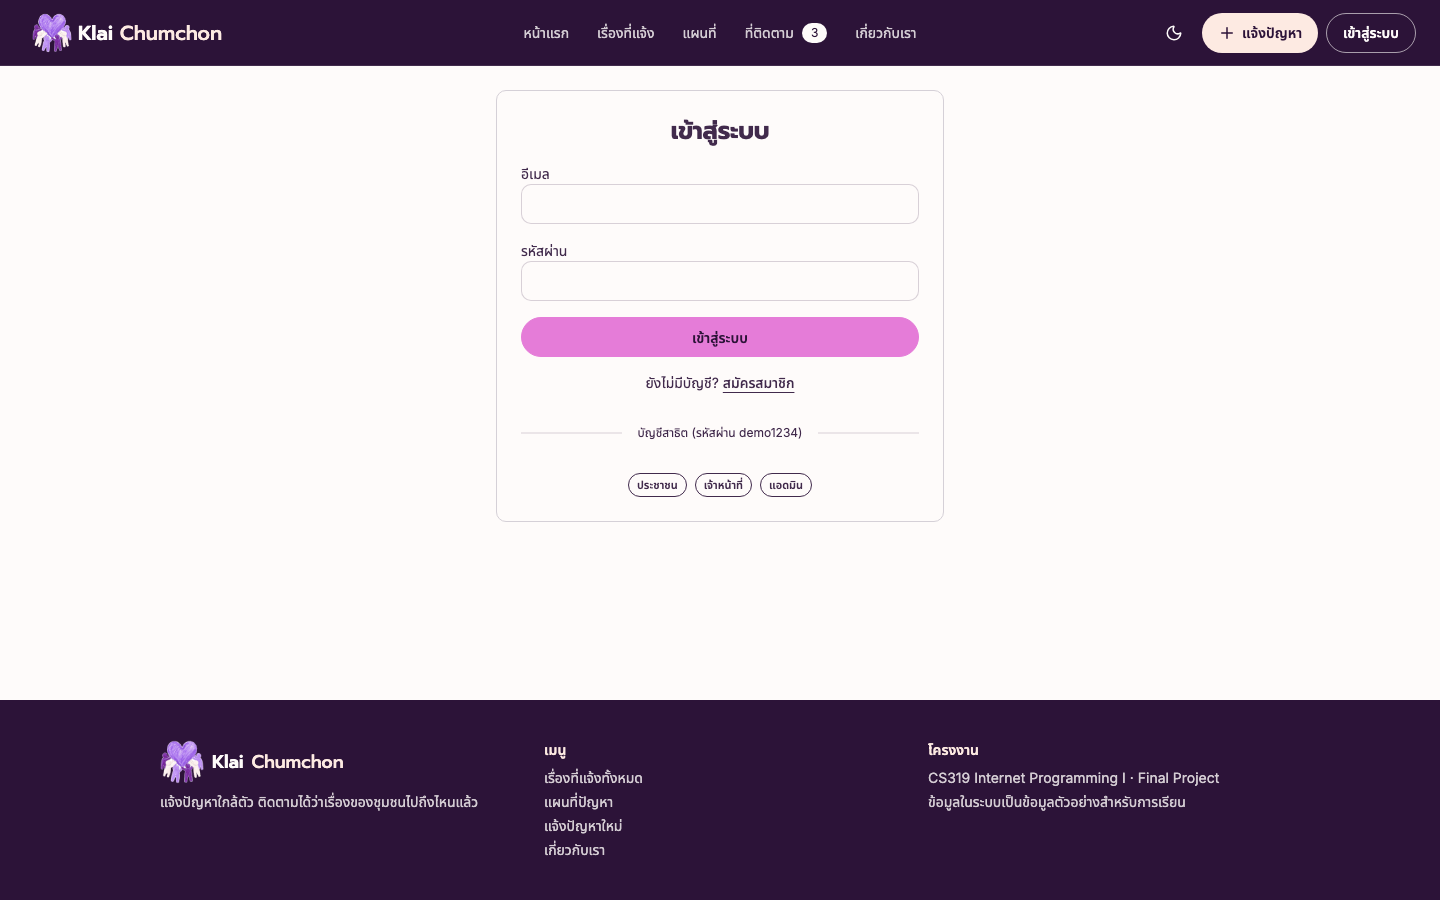 Klai Chumchon
หน้าแรก เรื่องที่แจ้ง แผนที่ ที่ติดตาม 3 เกี่ยวกับเรา
แจ้งปัญหา เข้าสู่ระบบ
เข้าสู่ระบบ
อีเมล
รหัสผ่าน
เข้าสู่ระบบ
ยังไม่มีบัญชี? สมัครสมาชิก
บัญชีสาธิต (รหัสผ่าน demo1234)
ประชาชน เจ้าหน้าที่ แอดมิน
Klai Chumchon
แจ้งปัญหาใกล้ตัว ติดตามได้ว่าเรื่องของชุมชนไปถึงไหนแล้ว
เมนู
เรื่องที่แจ้งทั้งหมด
แผนที่ปัญหา
แจ้งปัญหาใหม่
เกี่ยวกับเรา
โครงงาน
CS319 Internet Programming I · Final Project
ข้อมูลในระบบเป็นข้อมูลตัวอย่างสำหรับการเรียน